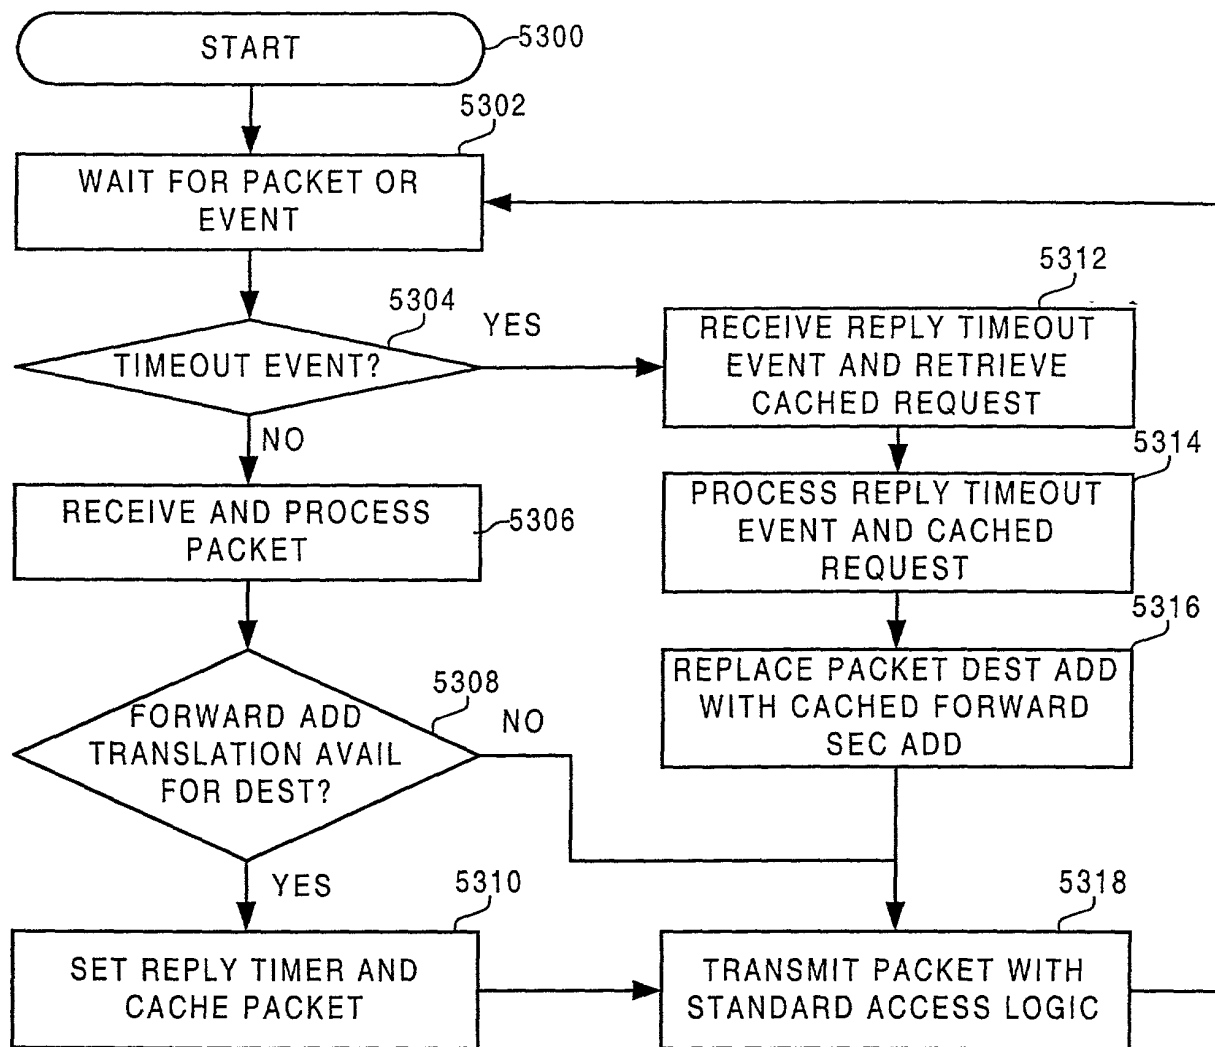 START
5300
5302
WAIT FOR PACKET OR
EVENT
5304
TIMEOUT EVENT?
YES
NO
5312
RECEIVE REPLY TIMEOUT
EVENT AND RETRIEVE
CACHED REQUEST
RECEIVE AND PROCESS
PACKET
5306
5314
PROCESS REPLY TIMEOUT
EVENT AND CACHED
REQUEST
5316
REPLACE PACKET DEST ADD
WITH CACHED FORWARD
SEC ADD
5308
FORWARD ADD
TRANSLATION AVAIL
FOR DEST?
NO
YES
5310
SET REPLY TIMER AND
CACHE PACKET
5318
TRANSMIT PACKET WITH
STANDARD ACCESS LOGIC